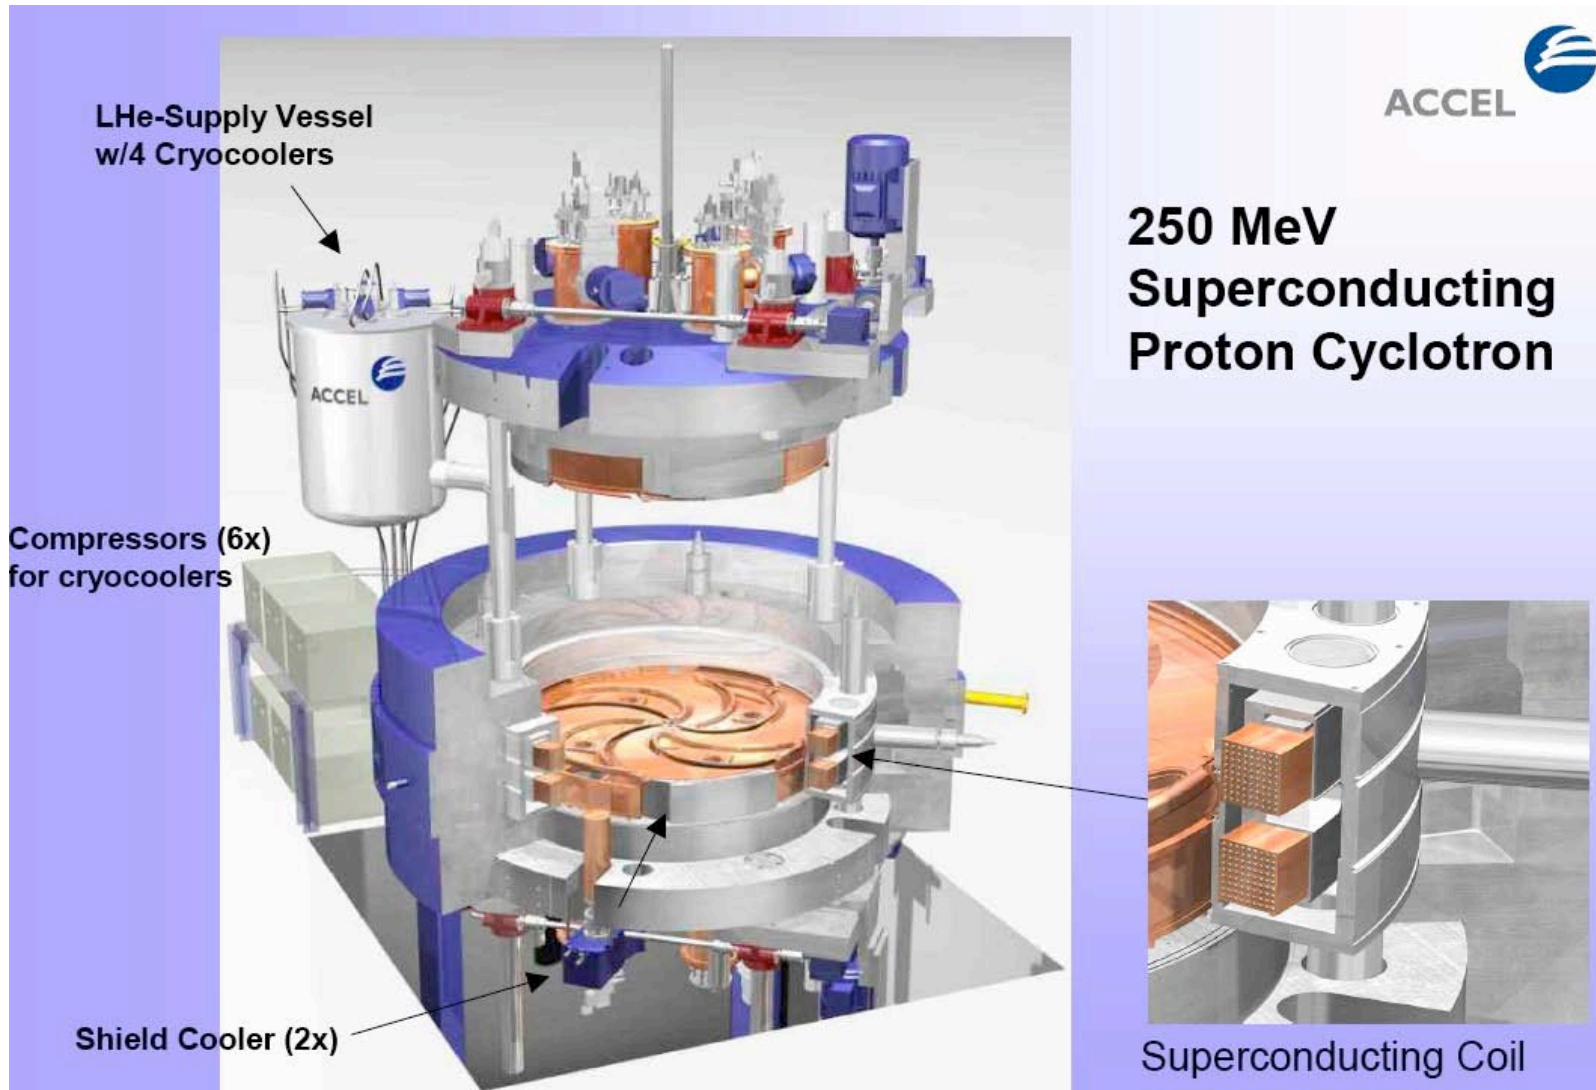 ACCEL
250 MeV
Superconducting
Proton Cyclotron
LHe-Supply Vessel
w/4 Cryocoolers
ACCEL
Compressors (6x)
for cryocoolers
Shield Cooler (2x)
Superconducting Coil